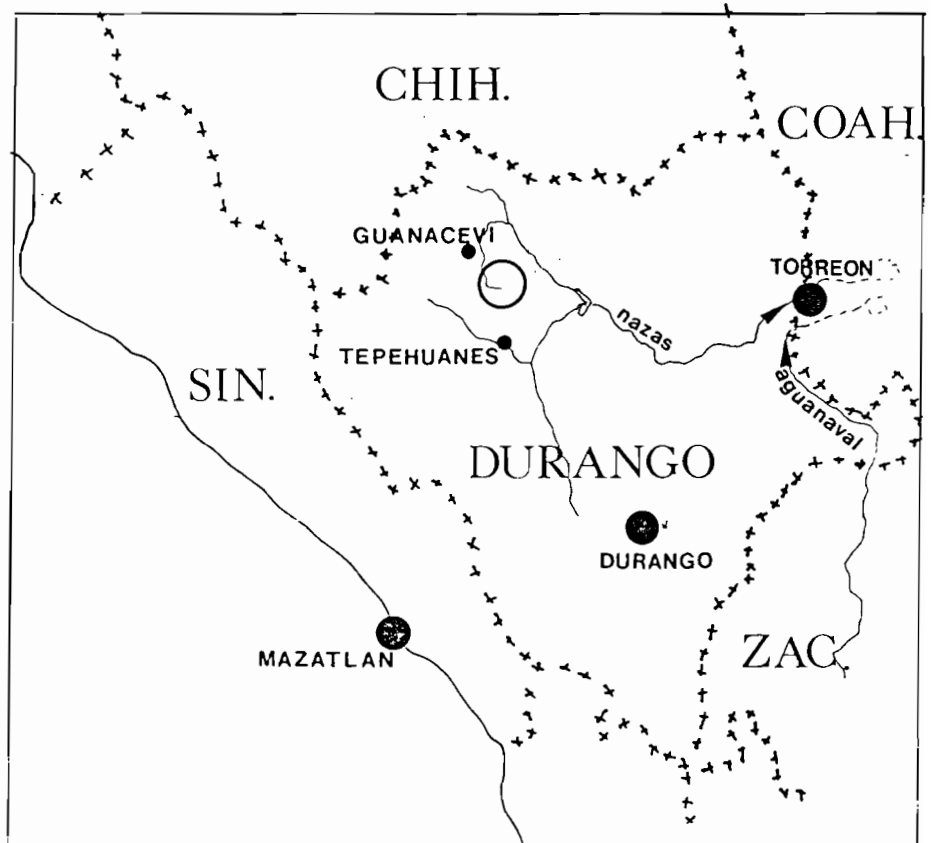 CHIH.
COAH.
GUANACEVI
TORREON
nazas
TEPEHUANES
SIN.
aguanaval
DURANGO
DURANGO
ZAC.
MAZATLAN